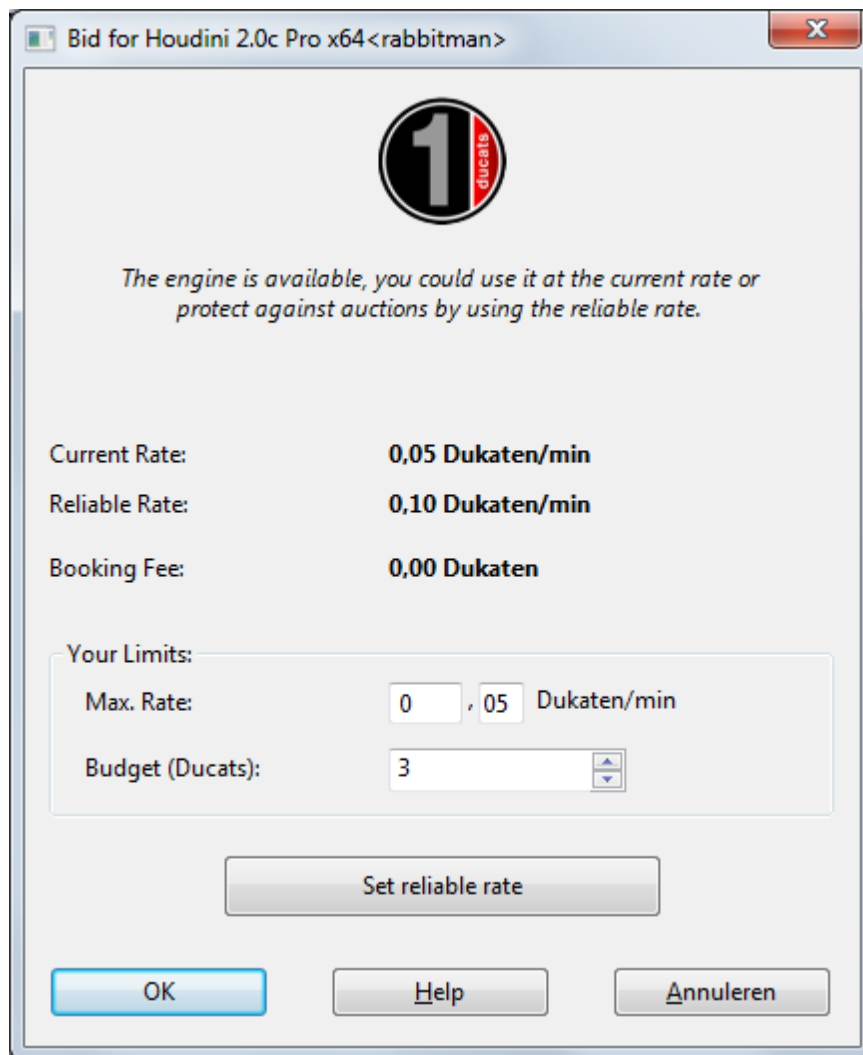 Bid for Houdini 2.0c Pro x64<rabbitman>
1 ducats
The engine is available, you could use it at the current rate or
protect against auctions by using the reliable rate.
Current Rate: 0,05 Dukaten/min
Reliable Rate: 0,10 Dukaten/min
Booking Fee: 0,00 Dukaten
Your Limits:
Max. Rate: 0 , 05 Dukaten/min
Budget (Ducats): 3
Set reliable rate
OK Help Annuleren